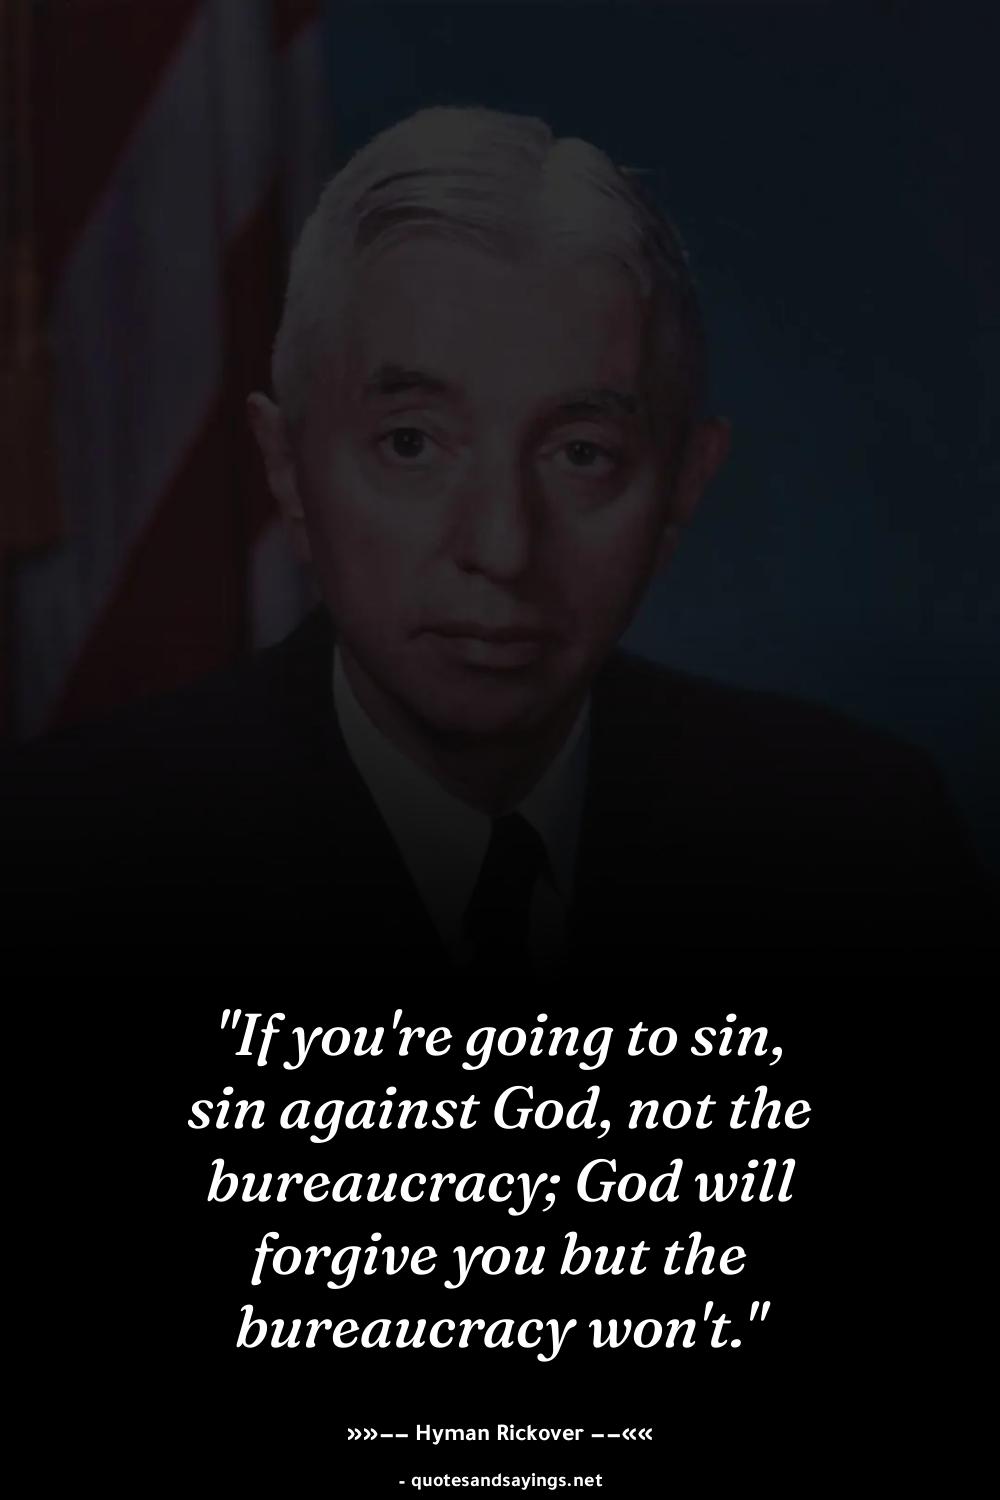 "If you're going to sin,
sin against God, not the
bureaucracy; God will
forgive you but the
bureaucracy won't."
»»–– Hyman Rickover ––««
- quotesandsayings.net